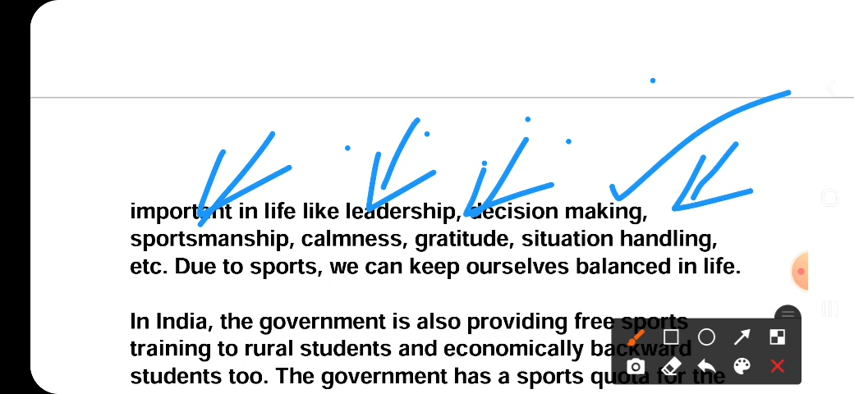 important in life like leadership, decision making,
sportsmanship, calmness, gratitude, situation handling,
etc. Due to sports, we can keep ourselves balanced in life.
In India, the government is also providing free sports
training to rural students and economically backward
students too. The government has a sports quota for the